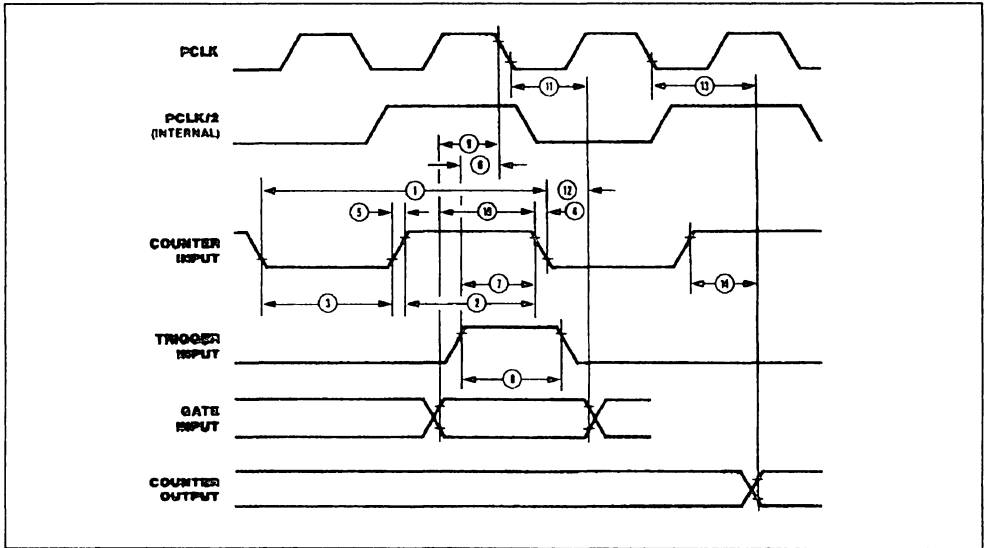 PCLK
11
13
PCLK/2
(INTERNAL)
9
6
1
12
5
10
4
COUNTER
INPUT
7
14
3
2
TRIGGER
INPUT
8
GATE
INPUT
COUNTER
OUTPUT